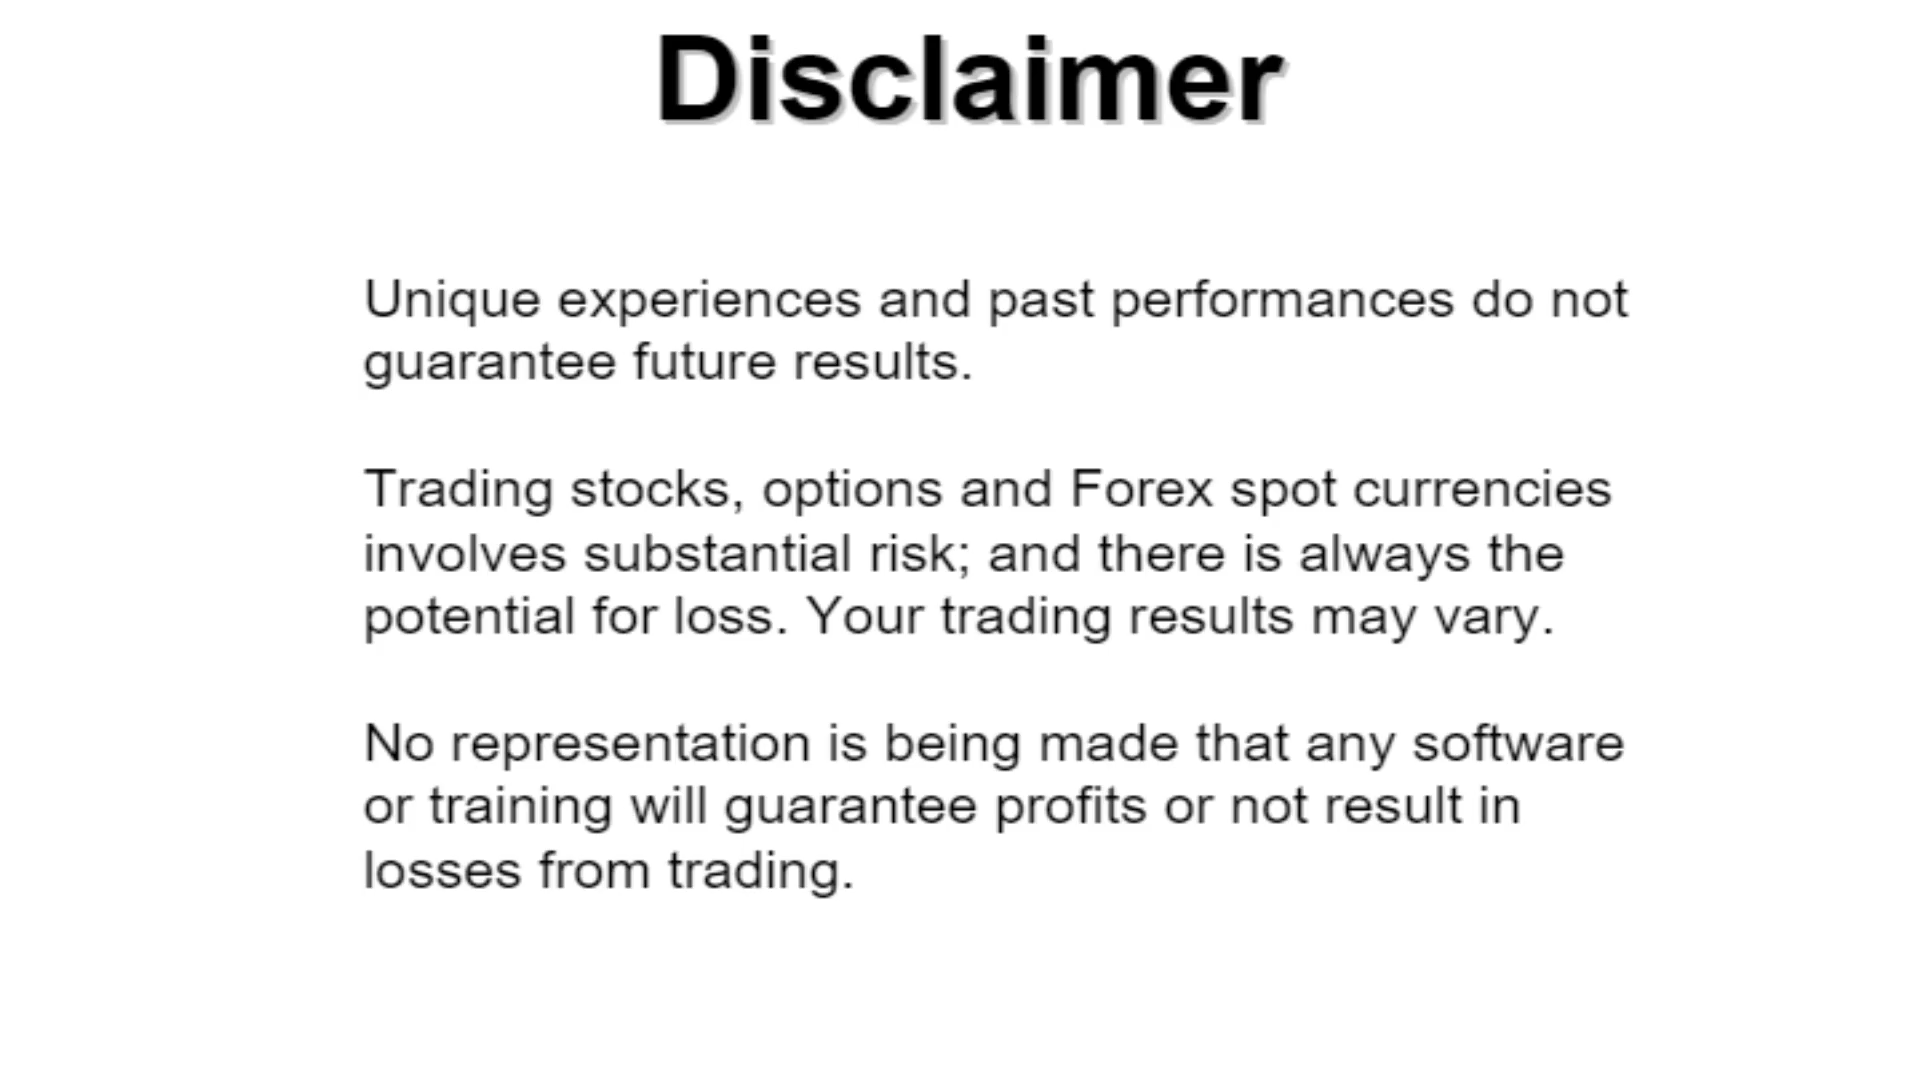 Disclaimer
Unique experiences and past performances do not
guarantee future results.
Trading stocks, options and Forex spot currencies
involves substantial risk; and there is always the
potential for loss. Your trading results may vary.
No representation is being made that any software
or training will guarantee profits or not result in
losses from trading.